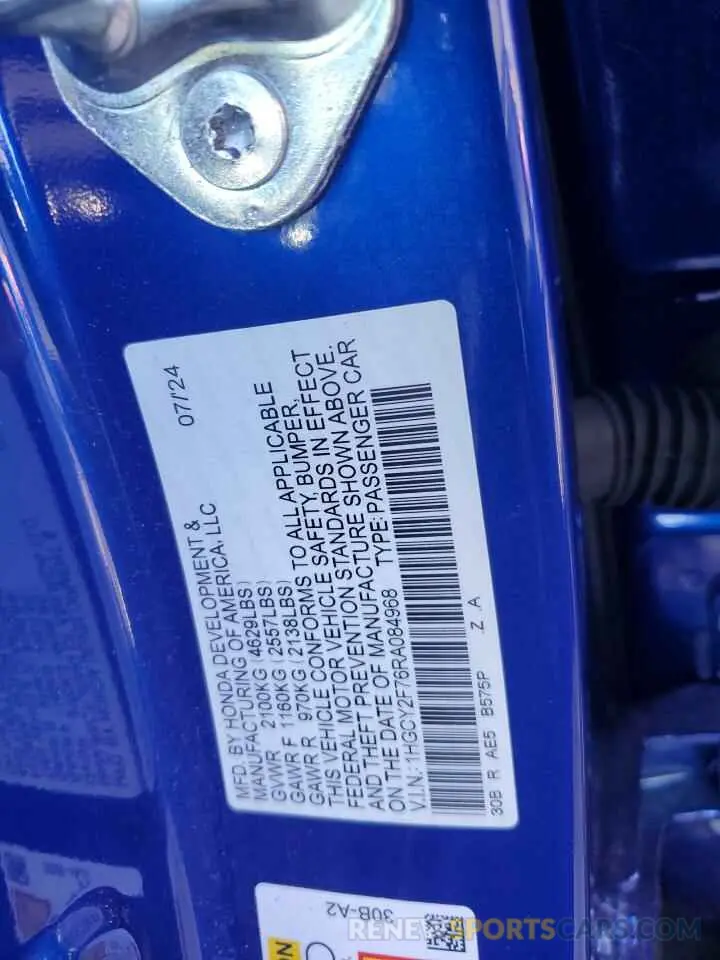 07/'24
MFD. BY HONDA DEVELOPMENT &
MANUFACTURING OF AMERICA, LLC
GVWR 2100KG (4629LBS)
GAWR F 1160KG (2557LBS)
GAWR R 970KG (2138LBS)
THIS VEHICLE CONFORMS TO ALL APPLICABLE
FEDERAL MOTOR VEHICLE SAFETY, BUMPER,
AND THEFT PREVENTION STANDARDS IN EFFECT
ON THE DATE OF MANUFACTURE SHOWN ABOVE.
V.I.N.: 1HGCY2F76RA084968 TYPE: PASSENGER CAR
30B R AE5 B575P Z .A
30B-A2
RENEWSPORTSCARS.COM